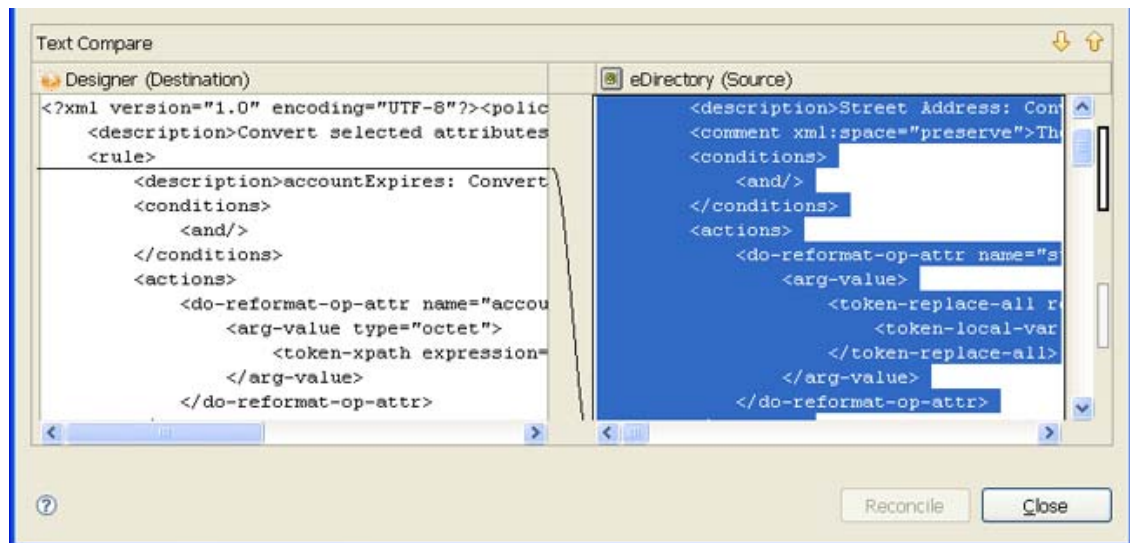 Text Compare
Designer (Destination)
<?xml version="1.0" encoding="UTF-8"?><polic
<description>Convert selected attributes
<rule>
<description>accountExpires: Convert
<conditions>
<and/>
</conditions>
<actions>
<do-reformat-op-attr name="accou
<arg-value type="octet">
<token-xpath expression=
</arg-value>
</do-reformat-op-attr>
eDirectory (Source)
<description>Street Address: Con
<comment xml:space="preserve">Th
<conditions>
<and/>
</conditions>
<actions>
<do-reformat-op-attr name="s
<arg-value>
<token-replace-all r
<token-local-var
</token-replace-all>
</arg-value>
</do-reformat-op-attr>
Reconcile
Close